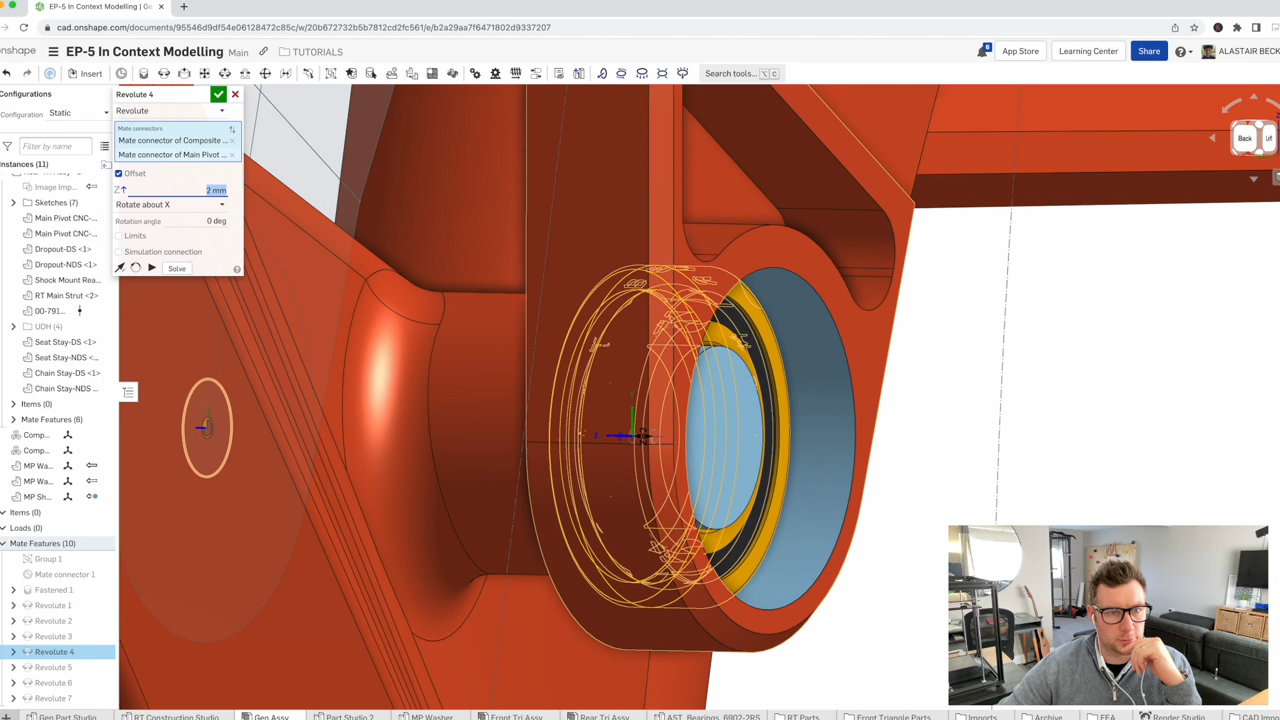 EP-5 In Context Modelling | Ge
cad.onshape.com/documents/95546d9df54c06128472c85c/w/20b672732b5b7812cd2fc561/e/b2a29aa7f6471802d9337207
onshape
EP-5 In Context Modelling
Main
TUTORIALS
6
App Store
Learning Center
Share
ALASTAIR BECK
Insert
Search tools...
C
Configurations
Configuration
Static
Filter by name
Instances (11)
Image Imp...
Sketches (7)
Main Pivot CNC-...
Main Pivot CNC-...
Dropout-DS <1>
Dropout-NDS <1>
Shock Mount Rea...
RT Main Strut <2>
00-791...
UDH (4)
Seat Stay-DS <1>
Seat Stay-NDS <...
Chain Stay-DS <1>
Chain Stay-NDS ...
Items (0)
Mate Features (6)
Comp...
Comp...
MP Wa...
MP Wa...
MP Sh...
Items (0)
Loads (0)
Mate Features (10)
Group 1
Mate connector 1
Fastened 1
Revolute 1
Revolute 2
Revolute 3
Revolute 4
Revolute 5
Revolute 6
Revolute 7
Revolute 4
Revolute
Mate connectors
Mate connector of Composite ...
Mate connector of Main Pivot ...
Offset
Z
2 mm
Rotate about X
Rotation angle
0 deg
Limits
Simulation connection
Solve
Y
Z
Back
Lft
Geo Part Studio
RT Construction Studio
Gen Assy
Part Studio 2
MP Washer
Front Tri Assy
Rear Tri Assy
AST_Bearings_6902-2RS
RT Parts
Front Triangle Parts
Imports
Archive
FEA
Render Studio
CAD Imp